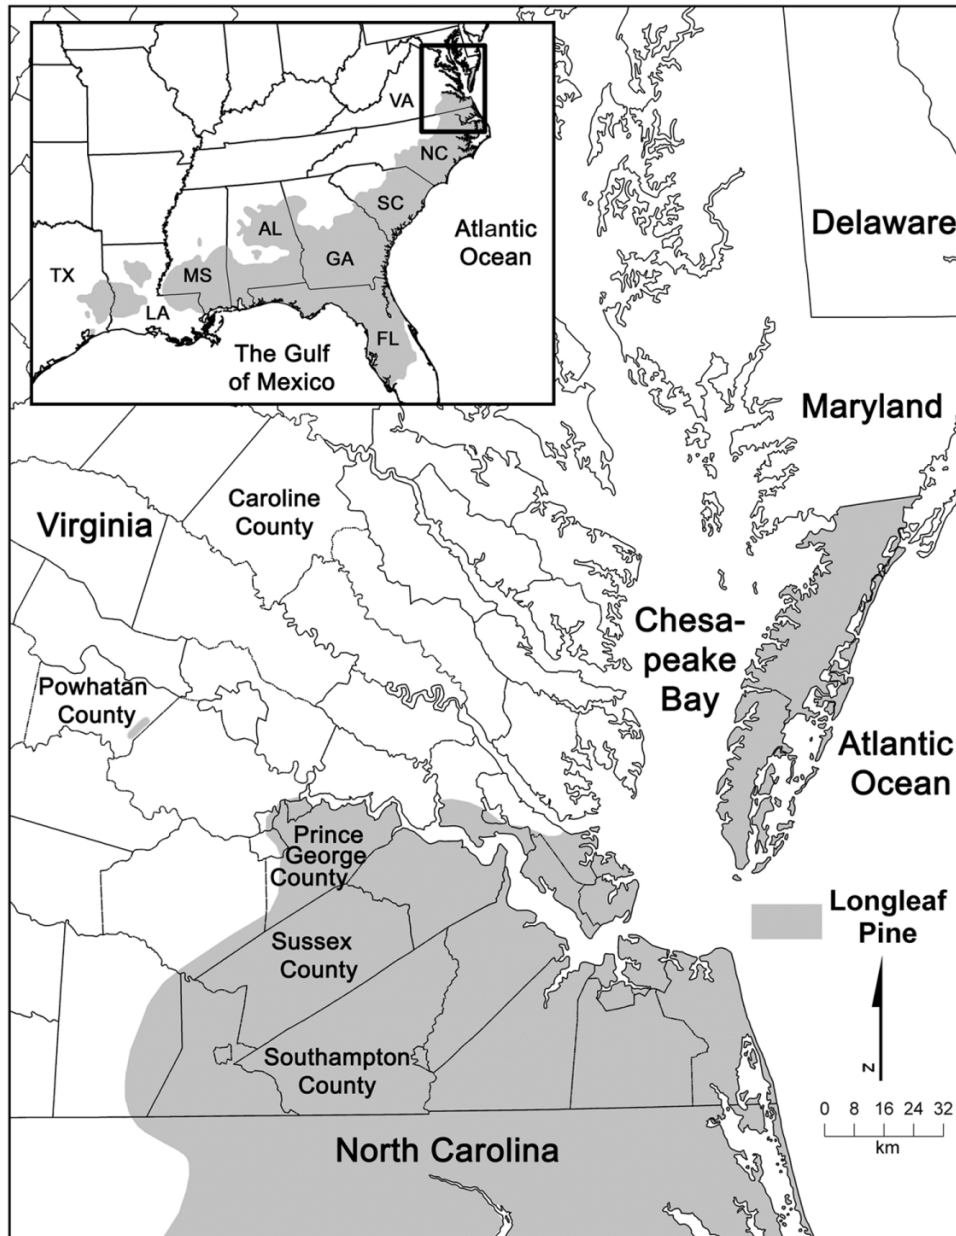 VA
NC
SC
AL
GA
MS
TX
LA
FL
Atlantic
Ocean
The Gulf
of Mexico
Delaware
Maryland
Virginia
Caroline
County
Chesa-
peake
Bay
Powhatan
County
Atlantic
Ocean
Prince
George
County
Longleaf
Pine
Sussex
County
Southampton
County
N
0 8 16 24 32
km
North Carolina